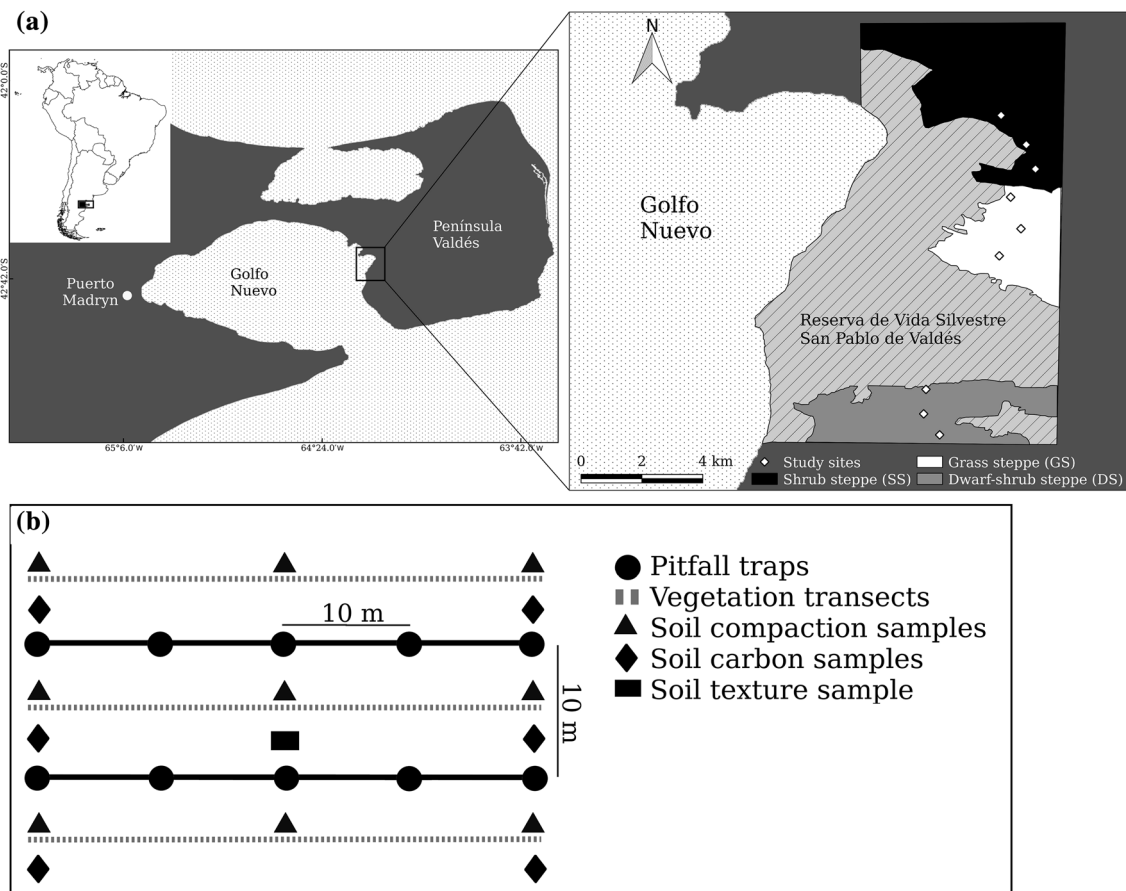 (a)
42°0.0'S
42°42.0'S
Puerto
Madryn
Golfo
Nuevo
Península
Valdés
65°6.0'W
64°24.0'W
63°42.0'W
N
Golfo
Nuevo
Reserva de Vida Silvestre
San Pablo de Valdés
0 2 4 km
Study sites
Grass steppe (GS)
Shrub steppe (SS)
Dwarf-shrub steppe (DS)
(b)
10 m
10 m
Pitfall traps
Vegetation transects
Soil compaction samples
Soil carbon samples
Soil texture sample